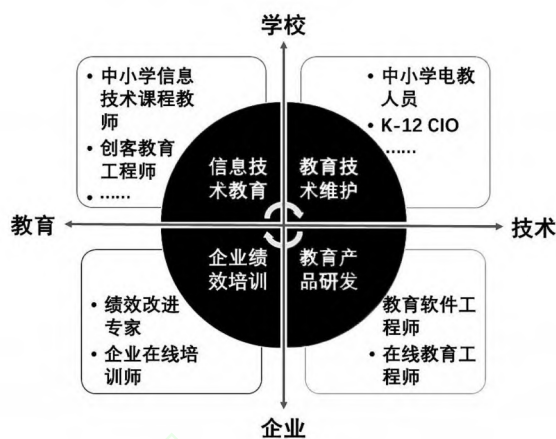 学校
• 中小学信息
技术课程教
师
• 创客教育
工程师
• ……
• 中小学电教
人员
• K-12 CIO
• ……
信息技
术教育
教育技
术维护
教育
技术
企业绩
效培训
教育产
品研发
• 绩效改进
专家
• 企业在线培
训师
教育软件工
程师
• 在线教育工
程师
企业